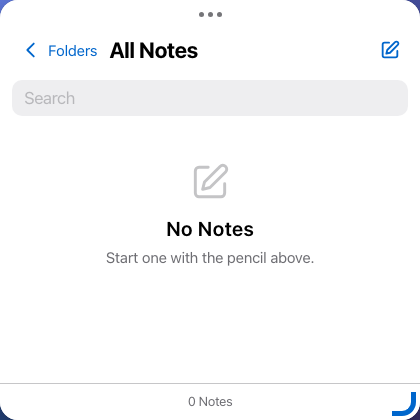 Folders All Notes
Search
No Notes
Start one with the pencil above.
0 Notes